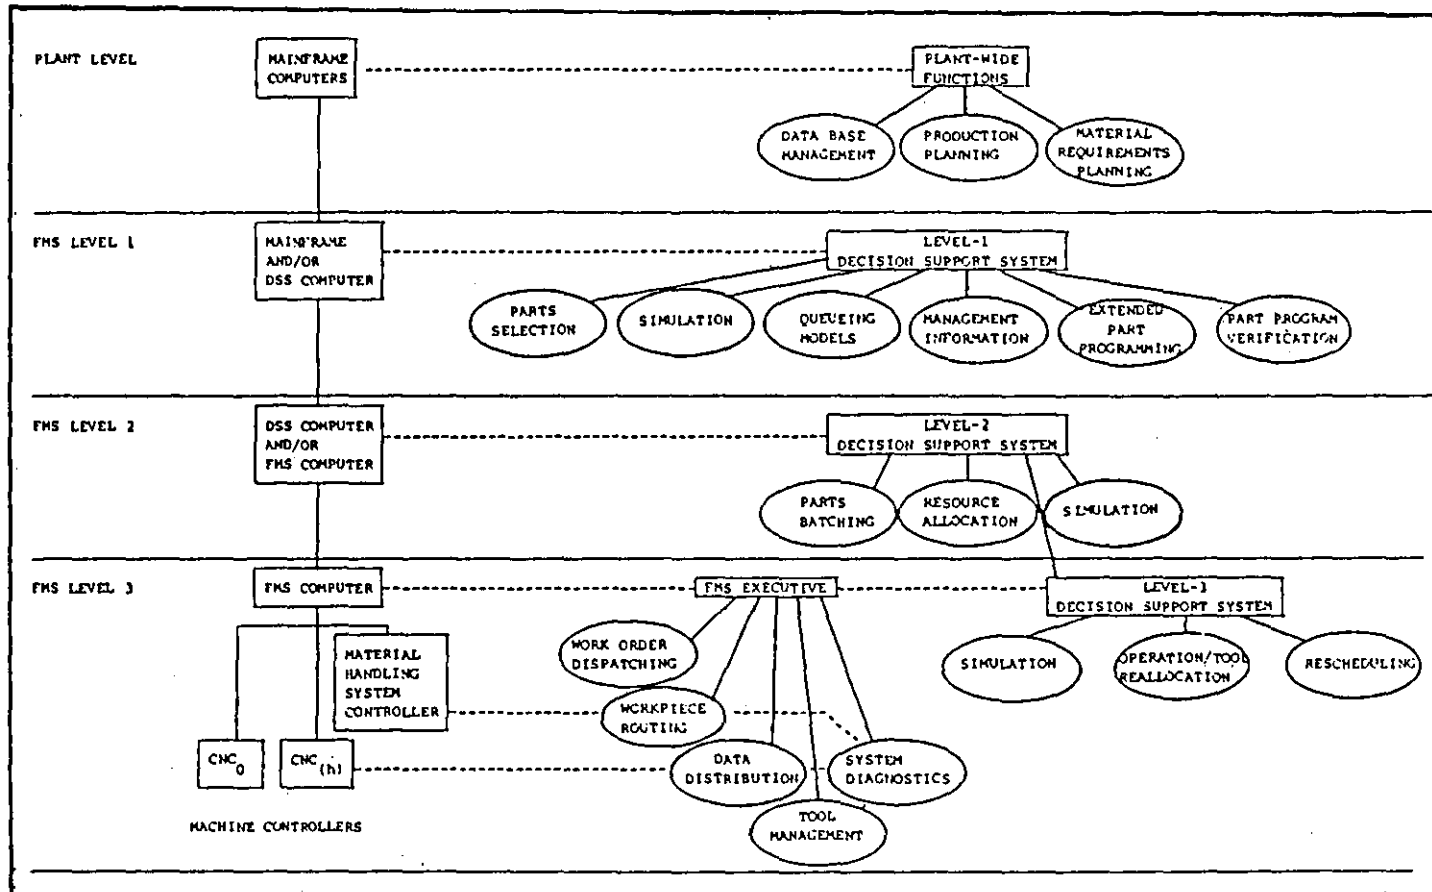 PLANT LEVEL
MAINFRAME
COMPUTERS
PLANT-WIDE
FUNCTIONS
DATA BASE
MANAGEMENT
PRODUCTION
PLANNING
MATERIAL
REQUIREMENTS
PLANNING
FMS LEVEL 1
MAINFRAME
AND/OR
DSS COMPUTER
LEVEL-1
DECISION SUPPORT SYSTEM
PARTS
SELECTION
SIMULATION
QUEUEING
MODELS
MANAGEMENT
INFORMATION
EXTENDED
PART
PROGRAMMING
PART PROGRAM
VERIFICATION
FMS LEVEL 2
DSS COMPUTER
AND/OR
FMS COMPUTER
LEVEL-2
DECISION SUPPORT SYSTEM
PARTS
BATCHING
RESOURCE
ALLOCATION
SIMULATION
FMS LEVEL 3
FMS COMPUTER
FMS EXECUTIVE
LEVEL-3
DECISION SUPPORT SYSTEM
WORK ORDER
DISPATCHING
SIMULATION
OPERATION/TOOL
REALLOCATION
RESCHEDULING
MATERIAL
HANDLING
SYSTEM
CONTROLLER
WORKPIECE
ROUTING
CNC0
CNC(h)
DATA
DISTRIBUTION
SYSTEM
DIAGNOSTICS
TOOL
MANAGEMENT
MACHINE CONTROLLERS